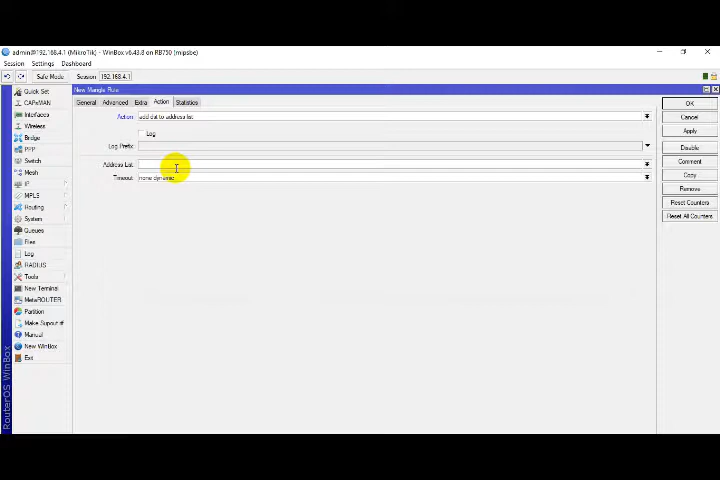 admin@192.168.4.1 (MikroTik) - WinBox v6.43.8 on RB750 (mipsbe)
Session Settings Dashboard
Safe Mode Session: 192.168.4.1
New Mangle Rule
General Advanced Extra Action Statistics
Action: add dst to address list
Log
Log Prefix:
Address List:
Timeout: none dynamic
OK
Cancel
Apply
Disable
Comment
Copy
Remove
Reset Counters
Reset All Counters
Quick Set
CAPsMAN
Interfaces
Wireless
Bridge
PPP
Switch
Mesh
IP
MPLS
Routing
System
Queues
Files
Log
RADIUS
Tools
New Terminal
MetaROUTER
Partition
Make Supout.rif
Manual
New WinBox
Exit
RouterOS WinBox